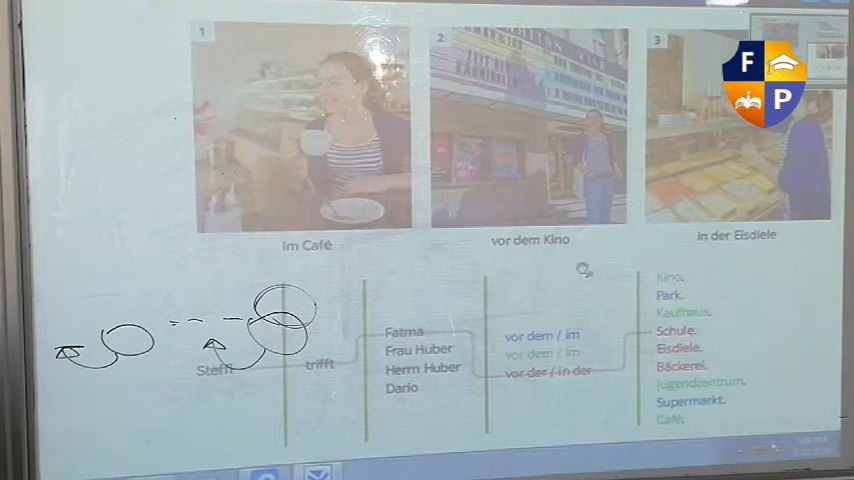 1
2
3
F
P
im Café
vor dem Kino
in der Eisdiele
Steffi
trifft
Fatma
Frau Huber
Herrn Huber
Dario
vor dem / im
vor dem / im
vor der / in der
Kino.
Park.
Kaufhaus.
Schule.
Eisdiele.
Bäckerei.
Jugendzentrum.
Supermarkt.
Café.